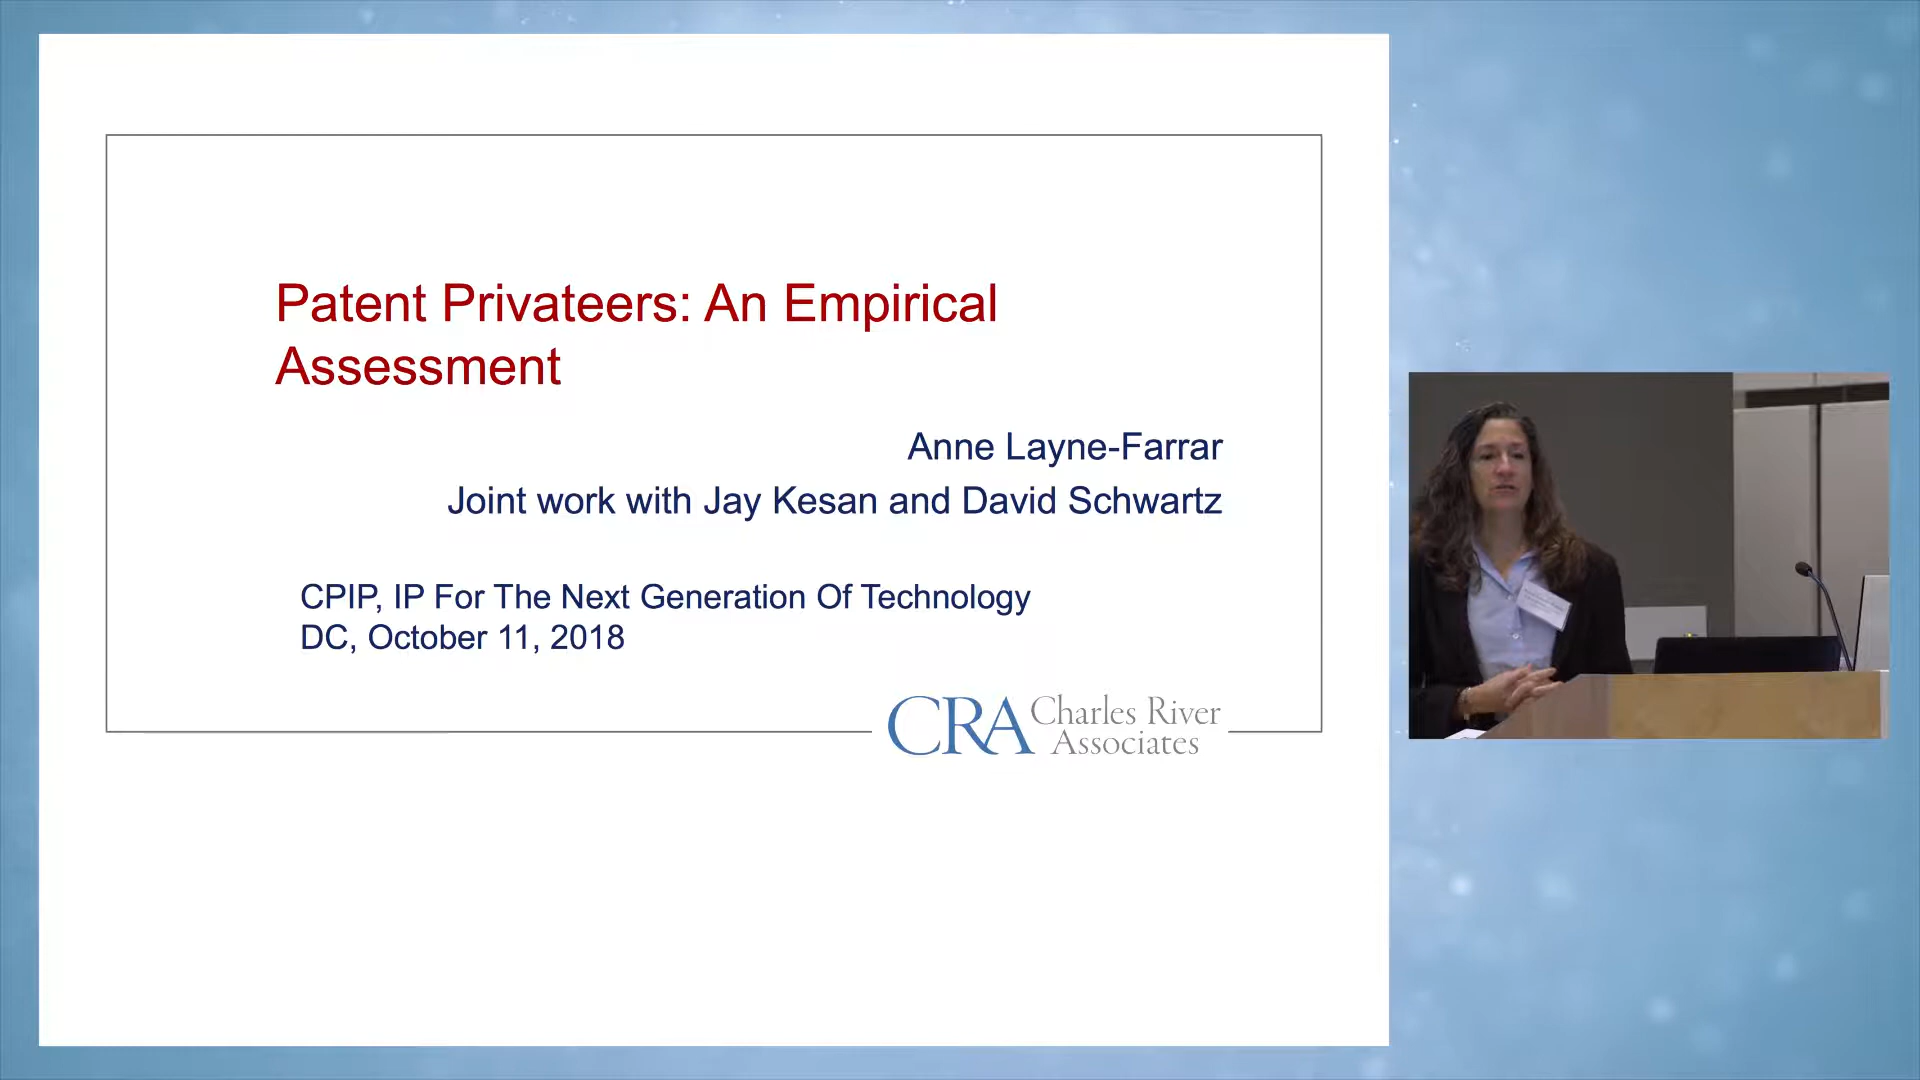 Patent Privateers: An Empirical
Assessment
Anne Layne-Farrar
Joint work with Jay Kesan and David Schwartz
CPIP, IP For The Next Generation Of Technology
DC, October 11, 2018
CRA Charles River
Associates